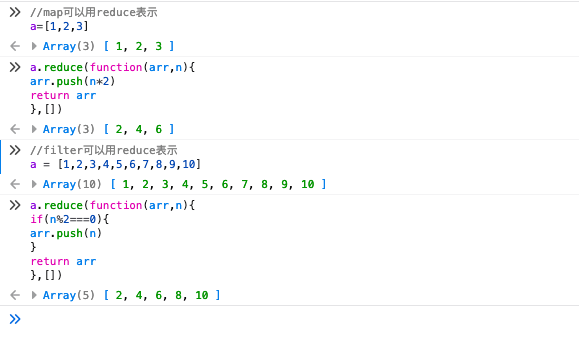 //map可以用reduce表示
a=[1,2,3]
Array(3) [ 1, 2, 3 ]
a.reduce(function(arr,n){
arr.push(n*2)
return arr
},[])
Array(3) [ 2, 4, 6 ]
//filter可以用reduce表示
a = [1,2,3,4,5,6,7,8,9,10]
Array(10) [ 1, 2, 3, 4, 5, 6, 7, 8, 9, 10 ]
a.reduce(function(arr,n){
if(n%2===0){
arr.push(n)
}
return arr
},[])
Array(5) [ 2, 4, 6, 8, 10 ]